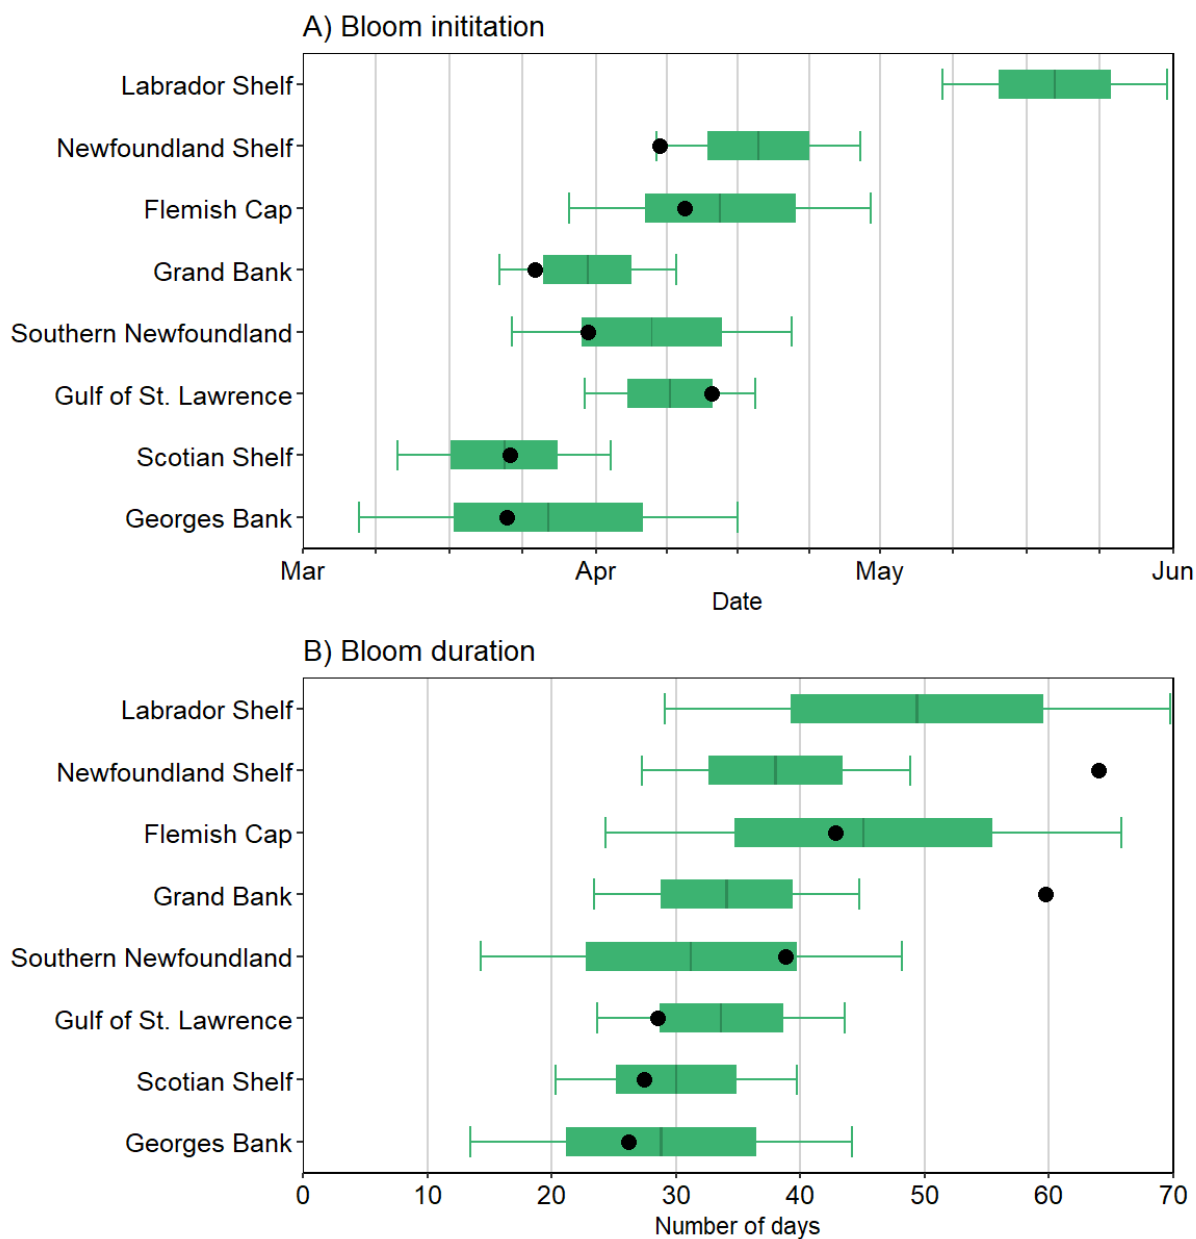 A) Bloom inititation
Labrador Shelf
Newfoundland Shelf
Flemish Cap
Grand Bank
Southern Newfoundland
Gulf of St. Lawrence
Scotian Shelf
Georges Bank
Mar Apr May Jun
Date
B) Bloom duration
Labrador Shelf
Newfoundland Shelf
Flemish Cap
Grand Bank
Southern Newfoundland
Gulf of St. Lawrence
Scotian Shelf
Georges Bank
0 10 20 30 40 50 60 70
Number of days